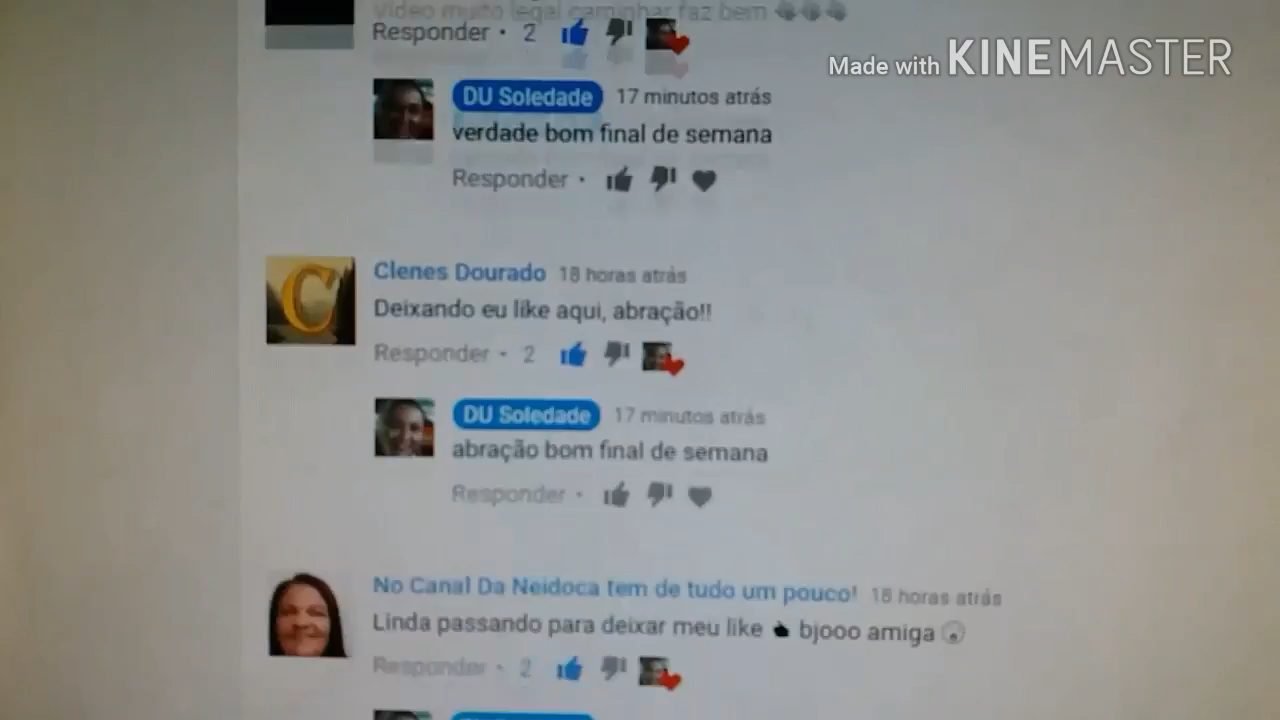 Video muito legal caminhar faz bem
Responder · 2
Made with KINEMASTER
DU Soledade 17 minutos atrás
verdade bom final de semana
Responder ·
C
Clenes Dourado 18 horas atrás
Deixando eu like aqui, abração!!
Responder · 2
DU Soledade 17 minutos atrás
abração bom final de semana
Responder ·
No Canal Da Neidoca tem de tudo um pouco! 18 horas atrás
Linda passando para deixar meu like bjooo amiga
Responder · 2